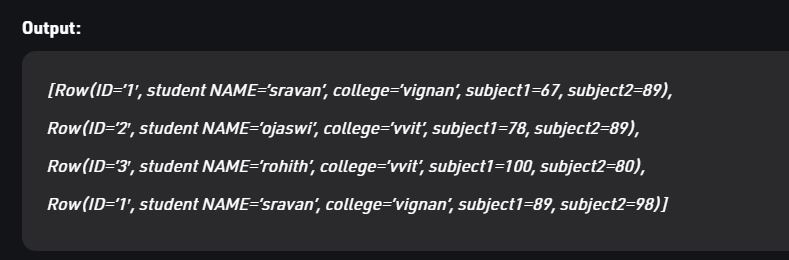 Output:
[Row(ID=‘1′, student NAME=‘sravan’, college=‘vignan’, subject1=67, subject2=89),
Row(ID=‘2′, student NAME=‘ojaswi’, college=‘vvit’, subject1=78, subject2=89),
Row(ID=‘3′, student NAME=‘rohith’, college=‘vvit’, subject1=100, subject2=80),
Row(ID=‘1′, student NAME=‘sravan’, college=‘vignan’, subject1=89, subject2=98)]